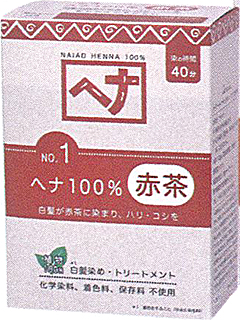 NAIAD HENNA 100%
ヘナ
染め時間
40分
NO.1
ヘナ100%
赤茶
白髪が赤茶に染まり、ハリ・コシを
白髪染め・トリートメント
化学染料、着色料、保存料 不使用